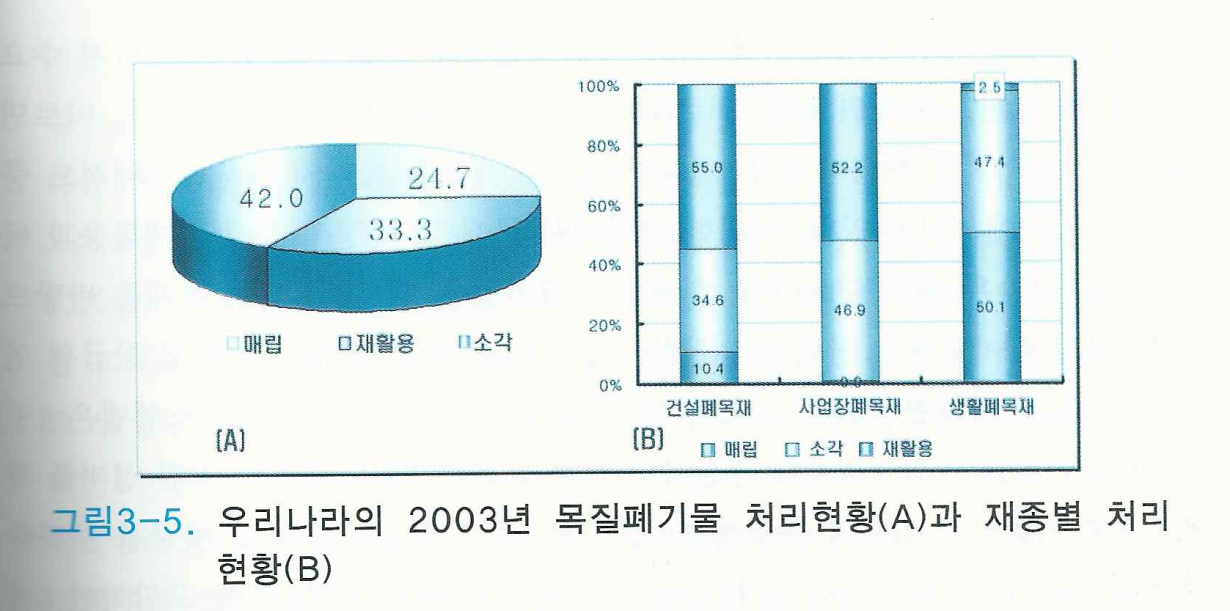 42.0
24.7
33.3
매립 재활용 소각
(A)
100%
80%
60%
40%
20%
0%
55.0
34.6
10.4
52.2
46.9
2.5
47.4
50.1
건설폐목재 사업장폐목재 생활폐목재
(B)
매립 소각 재활용
그림3-5. 우리나라의 2003년 목질폐기물 처리현황(A)과 재종별 처리
현황(B)